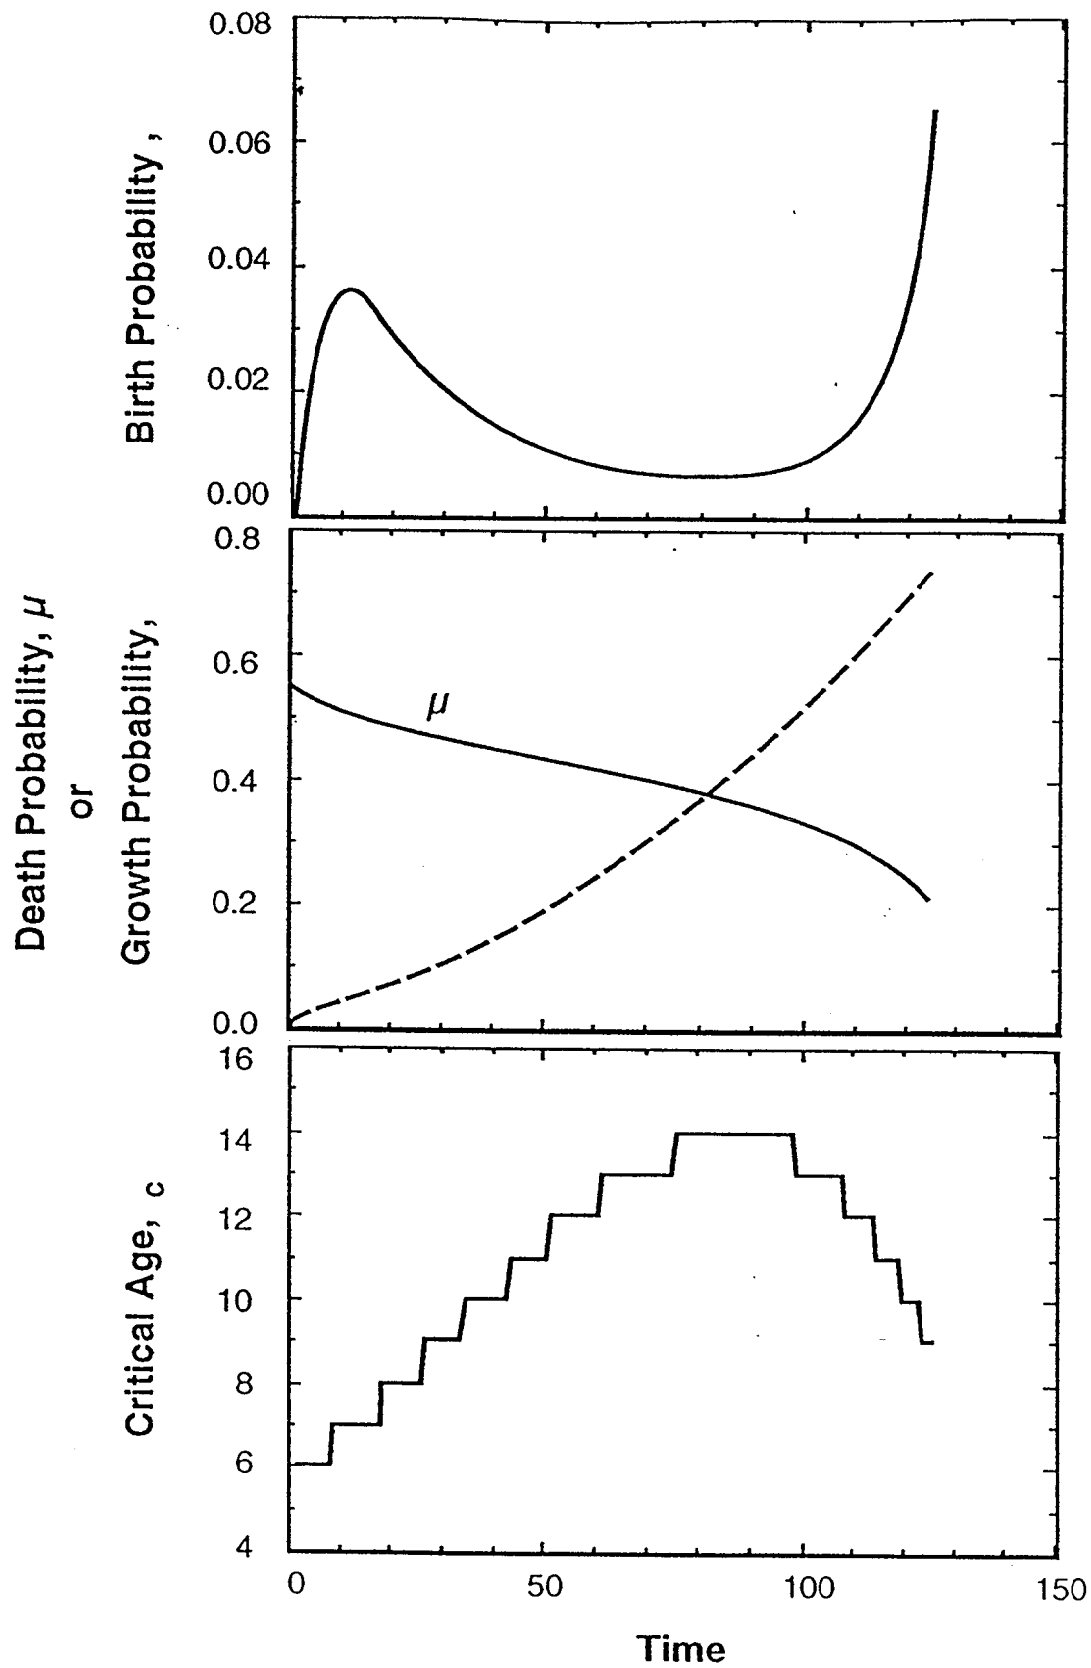 0.08
0.06
0.04
0.02
0.00
Birth Probability,
0.8
0.6
0.4
0.2
0.0
Death Probability, μ
or
Growth Probability,
μ
16
14
12
10
8
6
4
Critical Age, c
0 50 100 150
Time